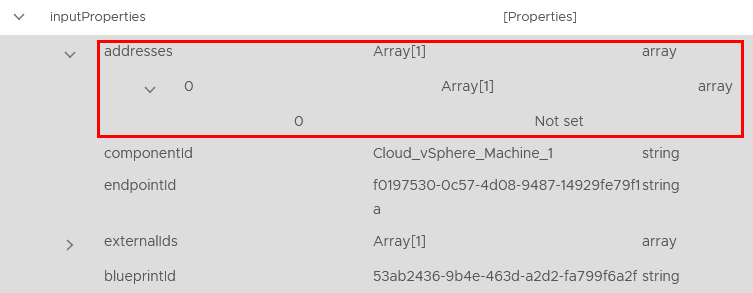 inputProperties [Properties]
addresses Array[1] array
0 Array[1] array
0 Not set
componentId Cloud_vSphere_Machine_1 string
endpointId f0197530-0c57-4d08-9487-14929fe79f1 string
a
externalIds Array[1] array
blueprintId 53ab2436-9b4e-463d-a2d2-fa799f6a2f string